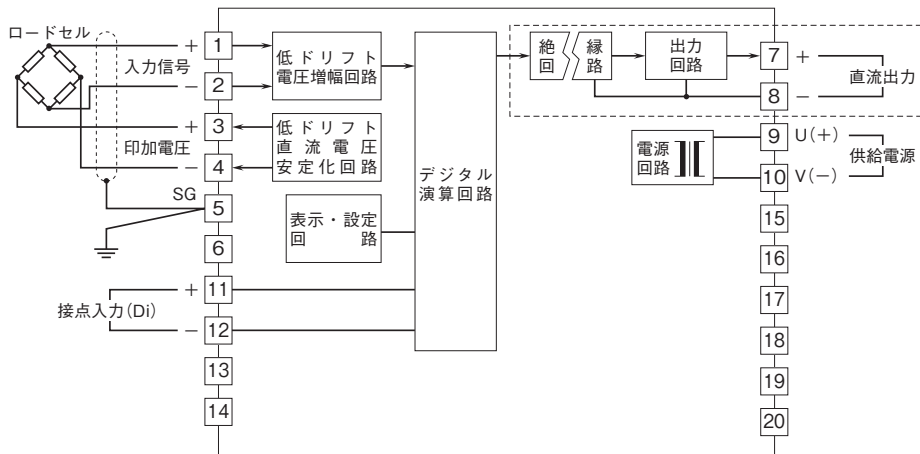 ロードセル
+
入力信号
−
+
印加電圧
−
SG
+
接点入力(Di)
−
1
2
3
4
5
6
11
12
13
14
低ドリフト
電圧増幅回路
低ドリフト
直流電圧
安定化回路
表示・設定
回路
デジタル
演算回路
絶縁
回路
出力
回路
電源
回路
7
8
9
10
15
16
17
18
19
20
+
直流出力
−
U(+)
供給電源
V(−)